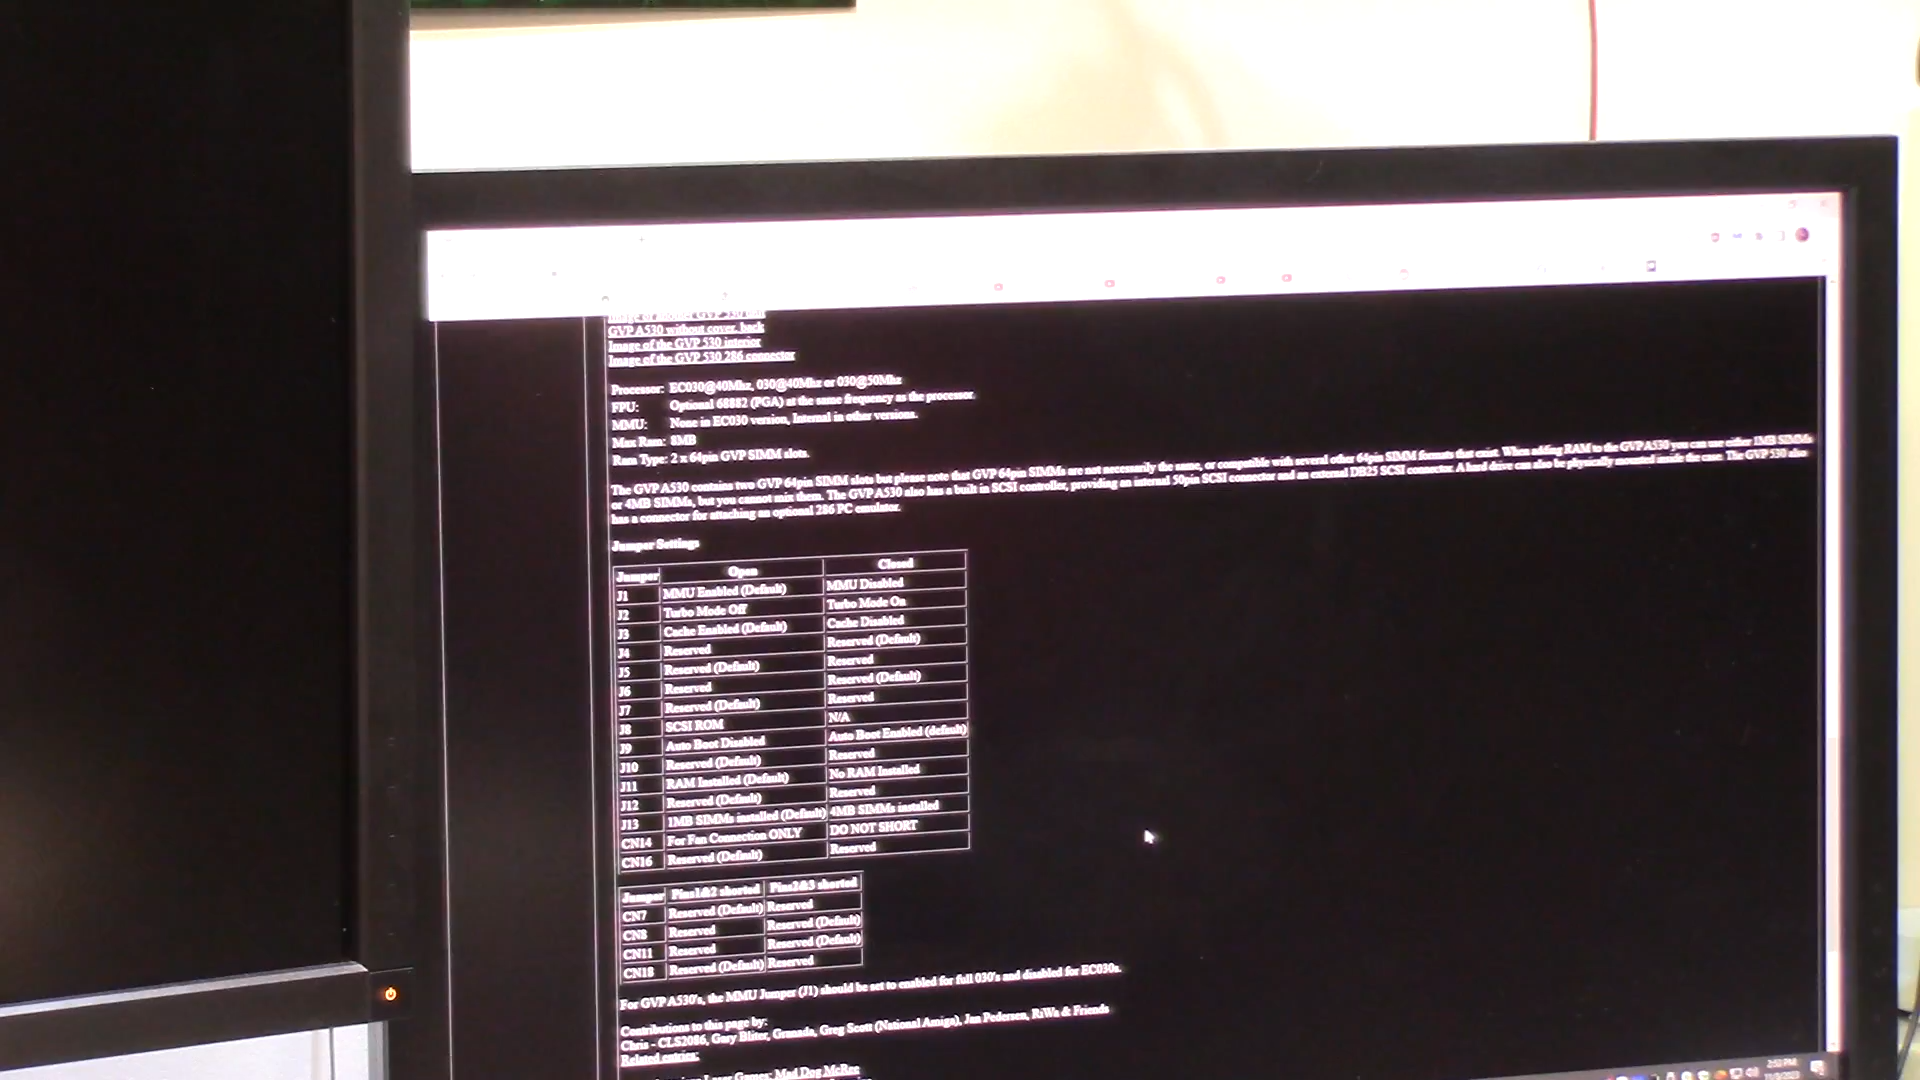 Image of another GVP 530 unit
GVP A530 without cover, back
Image of the GVP 530 interior
Image of the GVP 530 286 connector
Processor: EC030@40Mhz, 030@40Mhz or 030@50Mhz
FPU: Optional 68882 (PGA) at the same frequency as the processor.
MMU: None in EC030 version, Internal in other versions.
Max Ram: 8MB
Ram Type: 2 x 64pin GVP SIMM slots.
The GVP A530 contains two GVP 64pin SIMM slots but please note that GVP 64pin SIMMs are not necessarily the same, or compatible with several other 64pin SIMM formats that exist. When adding RAM to the GVP A530 you can use either 1MB SIMMs
or 4MB SIMMs, but you cannot mix them. The GVP A530 also has a built in SCSI controller, providing an internal 50pin SCSI connector and an external DB25 SCSI connector. A hard drive can also be physically mounted inside the case. The GVP 530 also
has a connector for attaching an optional 286 PC emulator.
Jumper Settings
Jumper Open Closed
J1 MMU Enabled (Default) MMU Disabled
J2 Turbo Mode Off Turbo Mode On
J3 Cache Enabled (Default) Cache Disabled
J4 Reserved Reserved (Default)
J5 Reserved (Default) Reserved
J6 Reserved Reserved (Default)
J7 Reserved (Default) Reserved
J8 SCSI ROM N/A
J9 Auto Boot Disabled Auto Boot Enabled (default)
J10 Reserved (Default) Reserved
J11 RAM Installed (Default) No RAM Installed
J12 Reserved (Default) Reserved
J13 1MB SIMMs installed (Default) 4MB SIMMs installed
CN14 For Fan Connection ONLY DO NOT SHORT
CN16 Reserved (Default) Reserved
Jumper Pins1&2 shorted Pins2&3 shorted
CN7 Reserved (Default) Reserved
CN8 Reserved Reserved (Default)
CN11 Reserved Reserved (Default)
CN18 Reserved (Default) Reserved
For GVP A530's, the MMU Jumper (J1) should be set to enabled for full 030's and disabled for EC030s.
Contributions to this page by:
Chris - CLS2086, Gary Bliter, Granada, Greg Scott (National Amiga), Jan Pedersen, RiWa & Friends
Related entries:
Laser Games: Mad Dog McRee
2:52 PM